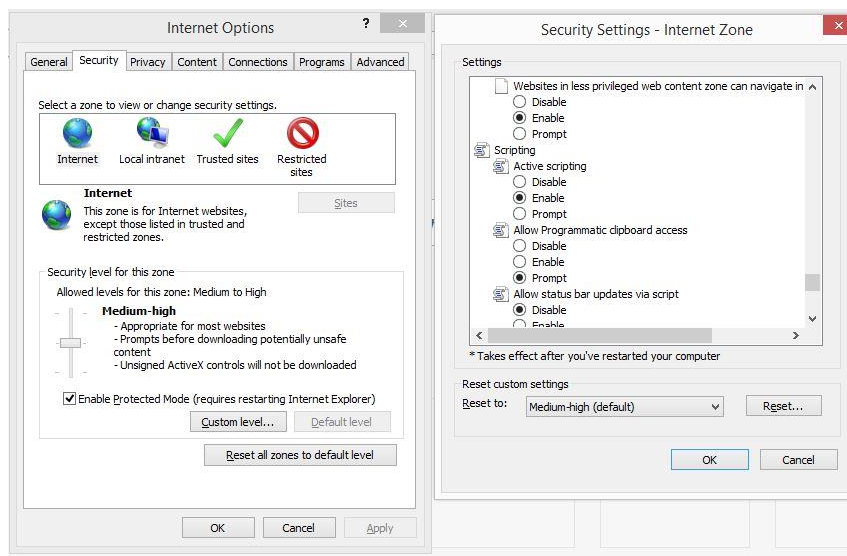 Internet Options
?
General
Security
Privacy
Content
Connections
Programs
Advanced
Select a zone to view or change security settings.
Internet
Local intranet
Trusted sites
Restricted
sites
Internet
This zone is for Internet websites,
except those listed in trusted and
restricted zones.
Sites
Security level for this zone
Allowed levels for this zone: Medium to High
Medium-high
- Appropriate for most websites
- Prompts before downloading potentially unsafe
content
- Unsigned ActiveX controls will not be downloaded
Enable Protected Mode (requires restarting Internet Explorer)
Custom level...
Default level
Reset all zones to default level
OK
Cancel
Apply
Security Settings - Internet Zone
Settings
Websites in less privileged web content zone can navigate in
Disable
Enable
Prompt
Scripting
Active scripting
Disable
Enable
Prompt
Allow Programmatic clipboard access
Disable
Enable
Prompt
Allow status bar updates via script
Disable
Enable
*Takes effect after you've restarted your computer
Reset custom settings
Reset to:
Medium-high (default)
Reset...
OK
Cancel